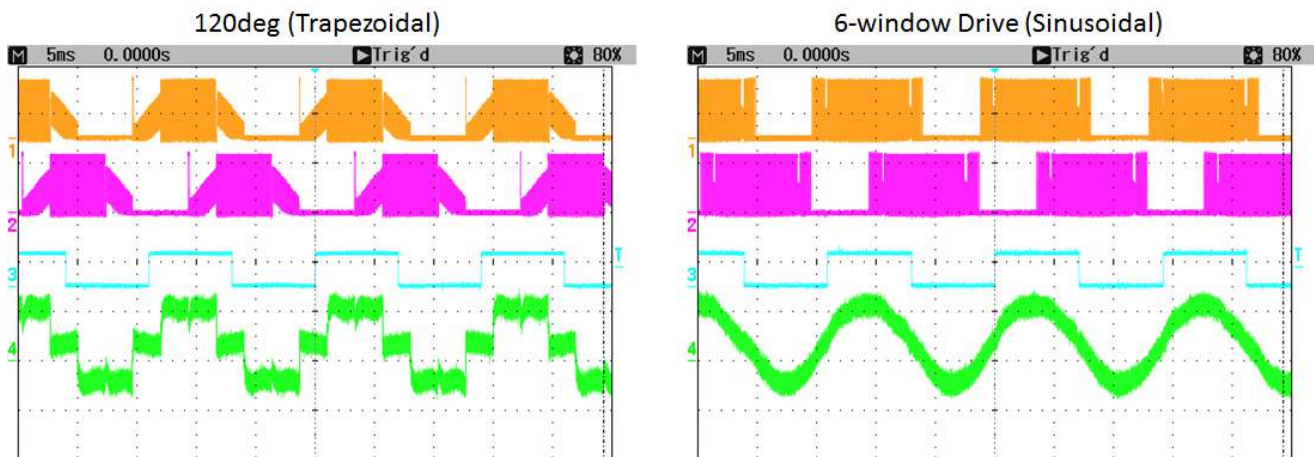 120deg (Trapezoidal)
M 5ms 0.0000s Trig'd 80%
1
2
3
T
4
6-window Drive (Sinusoidal)
M 5ms 0.0000s Trig'd 80%
1
2
3
T
4